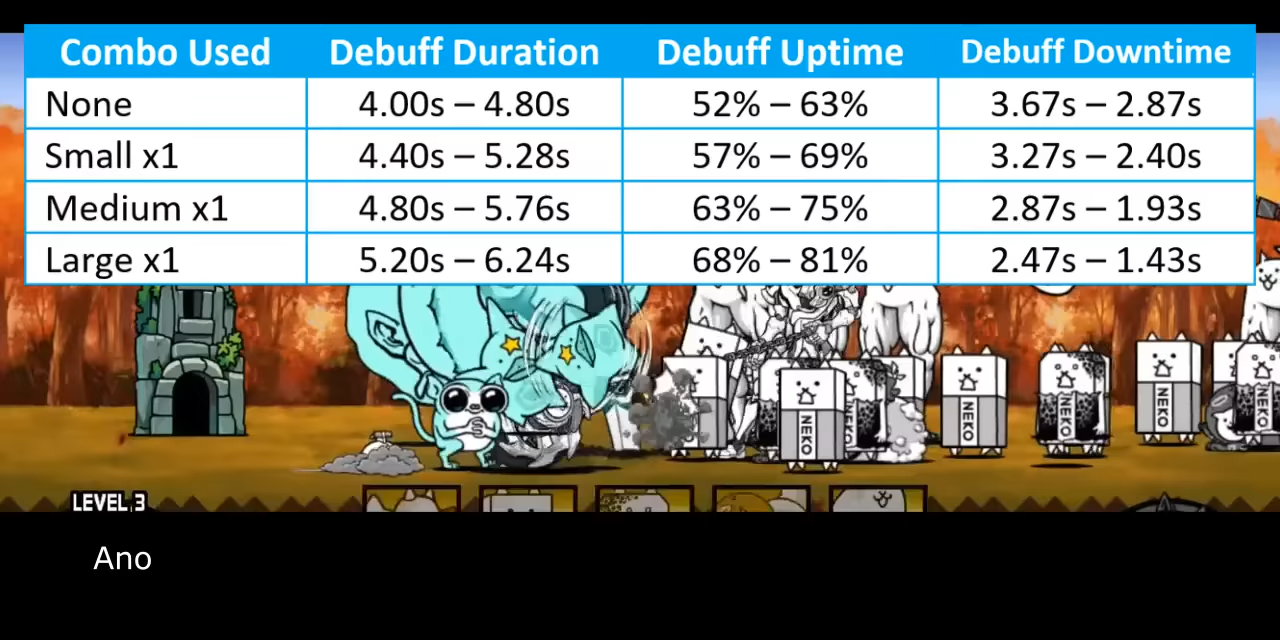 Combo Used Debuff Duration Debuff Uptime Debuff Downtime
None 4.00s – 4.80s 52% – 63% 3.67s – 2.87s
Small x1 4.40s – 5.28s 57% – 69% 3.27s – 2.40s
Medium x1 4.80s – 5.76s 63% – 75% 2.87s – 1.93s
Large x1 5.20s – 6.24s 68% – 81% 2.47s – 1.43s
NEKO NEKO NEKO NEKO NEKO NEKO
LEVEL 3
Ano